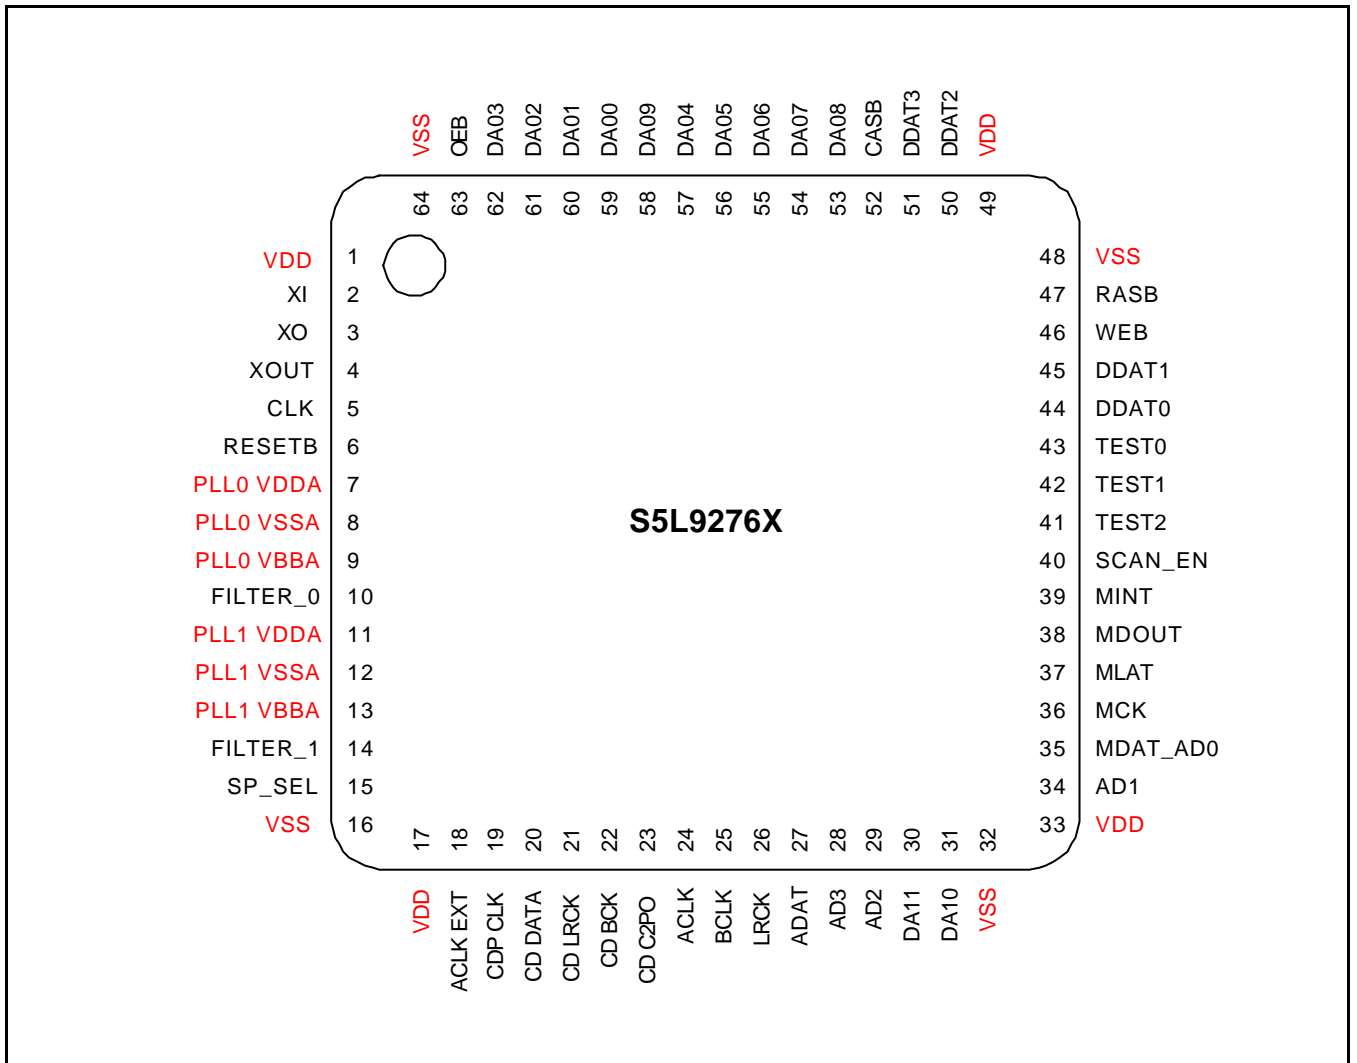 VSS OEB DA03 DA02 DA01 DA00 DA09 DA04 DA05 DA06 DA07 DA08 CASB DDAT3 DDAT2 VDD
64 63 62 61 60 59 58 57 56 55 54 53 52 51 50 49
VDD 1 48 VSS
XI 2 47 RASB
XO 3 46 WEB
XOUT 4 45 DDAT1
CLK 5 44 DDAT0
RESETB 6 43 TEST0
PLL0 VDDA 7 42 TEST1
PLL0 VSSA 8 S5L9276X 41 TEST2
PLL0 VBBA 9 40 SCAN_EN
FILTER_0 10 39 MINT
PLL1 VDDA 11 38 MDOUT
PLL1 VSSA 12 37 MLAT
PLL1 VBBA 13 36 MCK
FILTER_1 14 35 MDAT_AD0
SP_SEL 15 34 AD1
VSS 16 33 VDD
17 18 19 20 21 22 23 24 25 26 27 28 29 30 31 32
VDD ACLK EXT CDP CLK CD DATA CD LRCK CD BCK CD C2PO ACLK BCLK LRCK ADAT AD3 AD2 DA11 DA10 VSS